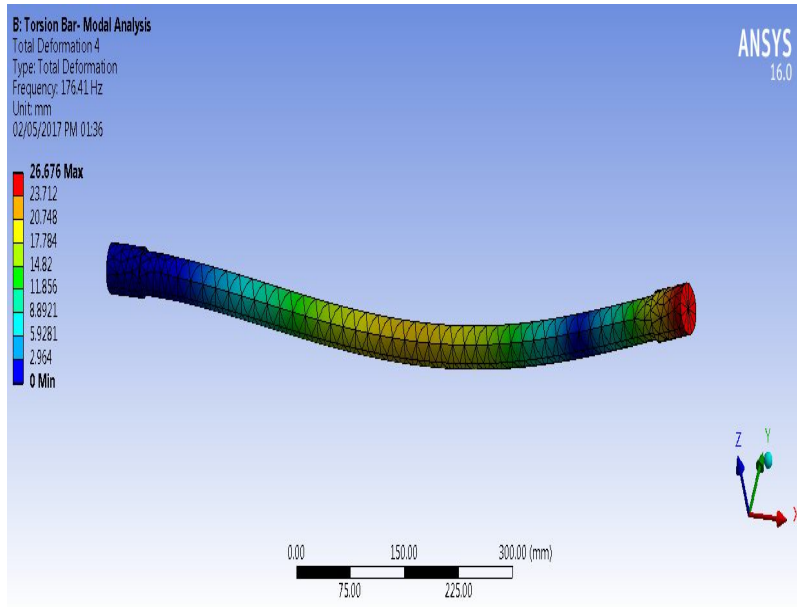 B: Torsion Bar- Modal Analysis
Total Deformation 4
Type: Total Deformation
Frequency: 176.41 Hz
Unit: mm
02/05/2017 PM 01:36
ANSYS
16.0
26.676 Max
23.712
20.748
17.784
14.82
11.856
8.8921
5.9281
2.964
0 Min
Z
Y
X
0.00 150.00 300.00 (mm)
75.00 225.00